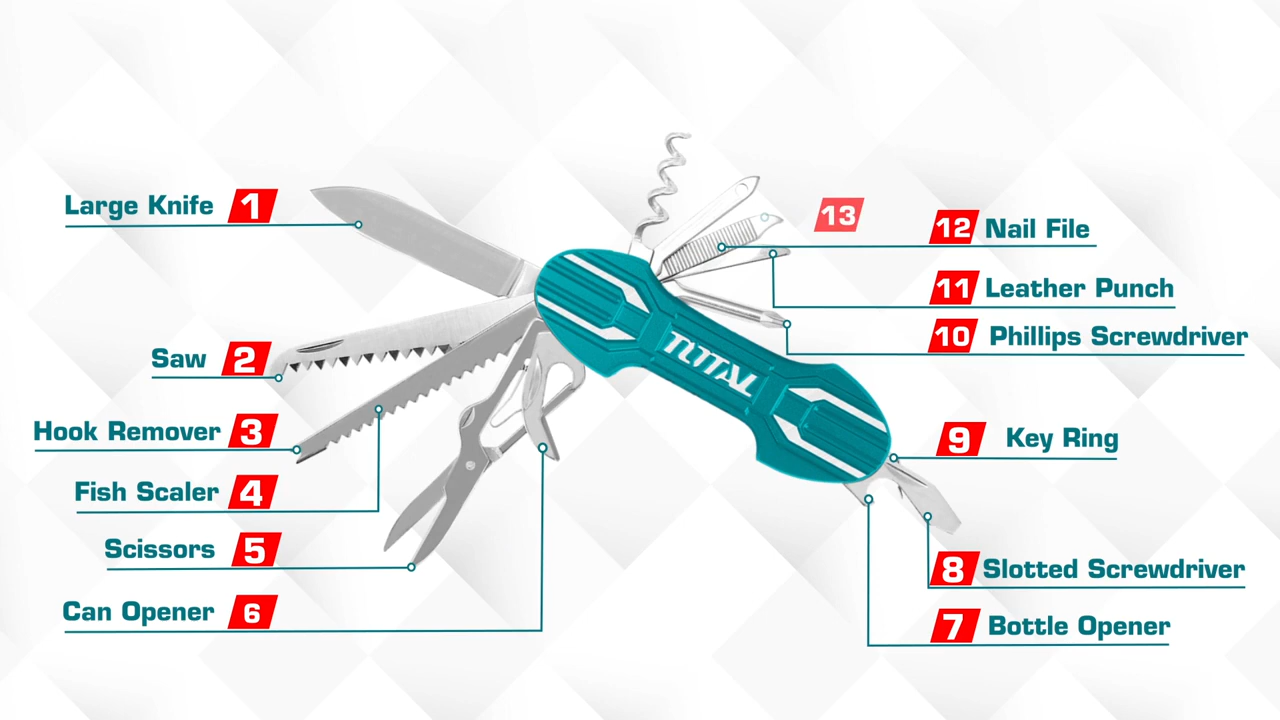 Large Knife 1
Saw 2
Hook Remover 3
Fish Scaler 4
Scissors 5
Can Opener 6
TOTAL
13
12 Nail File
11 Leather Punch
10 Phillips Screwdriver
9 Key Ring
8 Slotted Screwdriver
7 Bottle Opener